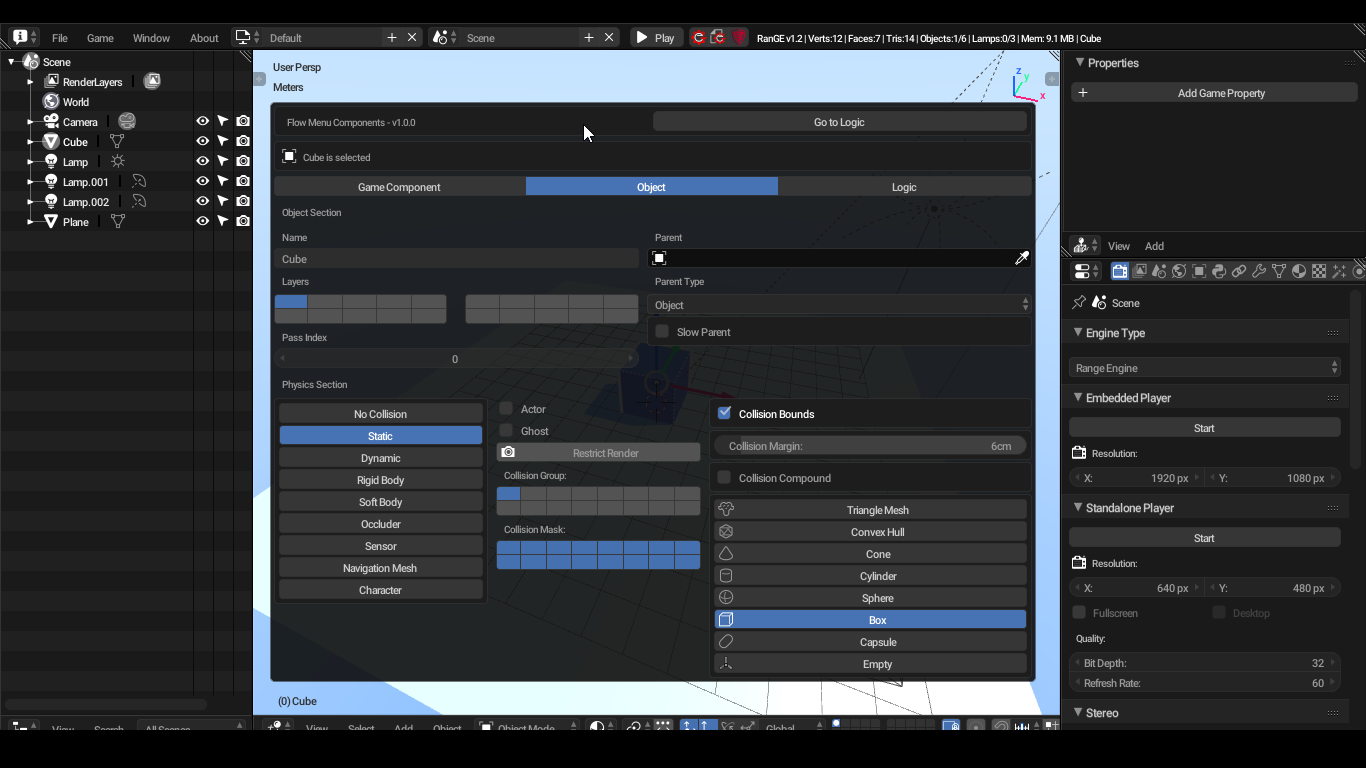 File Game Window About Default Scene Play RanGE v1.2 | Verts:12 | Faces:7 | Tris:14 | Objects:1/6 | Lamps:0/3 | Mem: 9.1 MB | Cube
Scene
RenderLayers
World
Camera
Cube
Lamp
Lamp.001
Lamp.002
Plane
User Persp
Meters
z
y
x
Flow Menu Components - v1.0.0 Go to Logic
Cube is selected
Game Component Object Logic
Object Section
Name Parent
Cube
Layers Parent Type
Object
Slow Parent
Pass Index
0
Physics Section
No Collision
Static
Dynamic
Rigid Body
Soft Body
Occluder
Sensor
Navigation Mesh
Character
Actor
Ghost
Restrict Render
Collision Group:
Collision Mask:
Collision Bounds
Collision Margin: 6cm
Collision Compound
Triangle Mesh
Convex Hull
Cone
Cylinder
Sphere
Box
Capsule
Empty
(0) Cube
View Search All Scenes
View Select Add Object Object Mode Global
Properties
Add Game Property
View Add
Scene
Engine Type
Range Engine
Embedded Player
Start
Resolution:
X: 1920 px Y: 1080 px
Standalone Player
Start
Resolution:
X: 640 px Y: 480 px
Fullscreen Desktop
Quality:
Bit Depth: 32
Refresh Rate: 60
Stereo